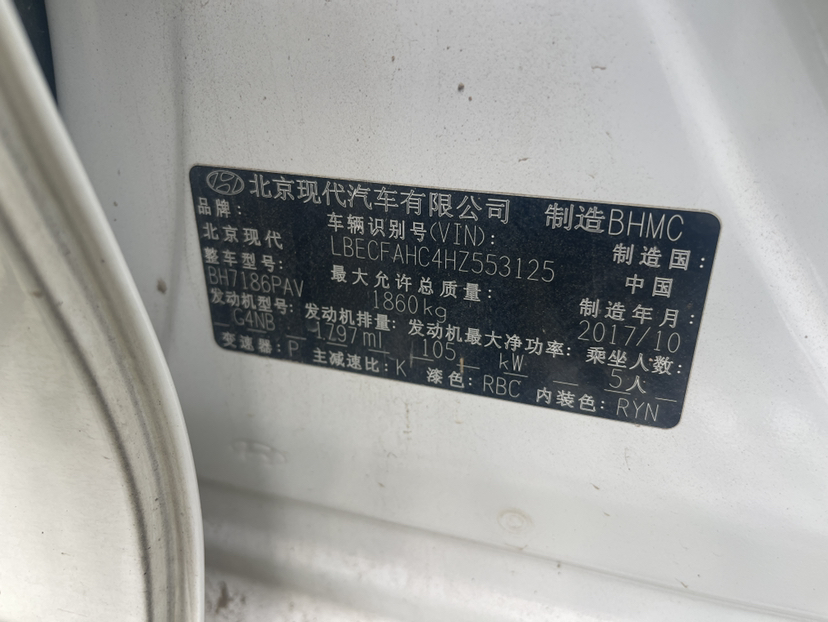 北京现代汽车有限公司 制造BHMC
品牌: 车辆识别号(VIN): 制造国:
北京现代 LBECFAHC4HZ553125 中国
整车型号: 最大允许总质量: 制造年月:
BH7186PAV 1860kg 2017/10
发动机型号: 发动机排量: 发动机最大净功率: 乘坐人数:
G4NB 1797ml 105 kW 5人
变速器: P 主减速比: K 漆色: RBC 内装色: RYN